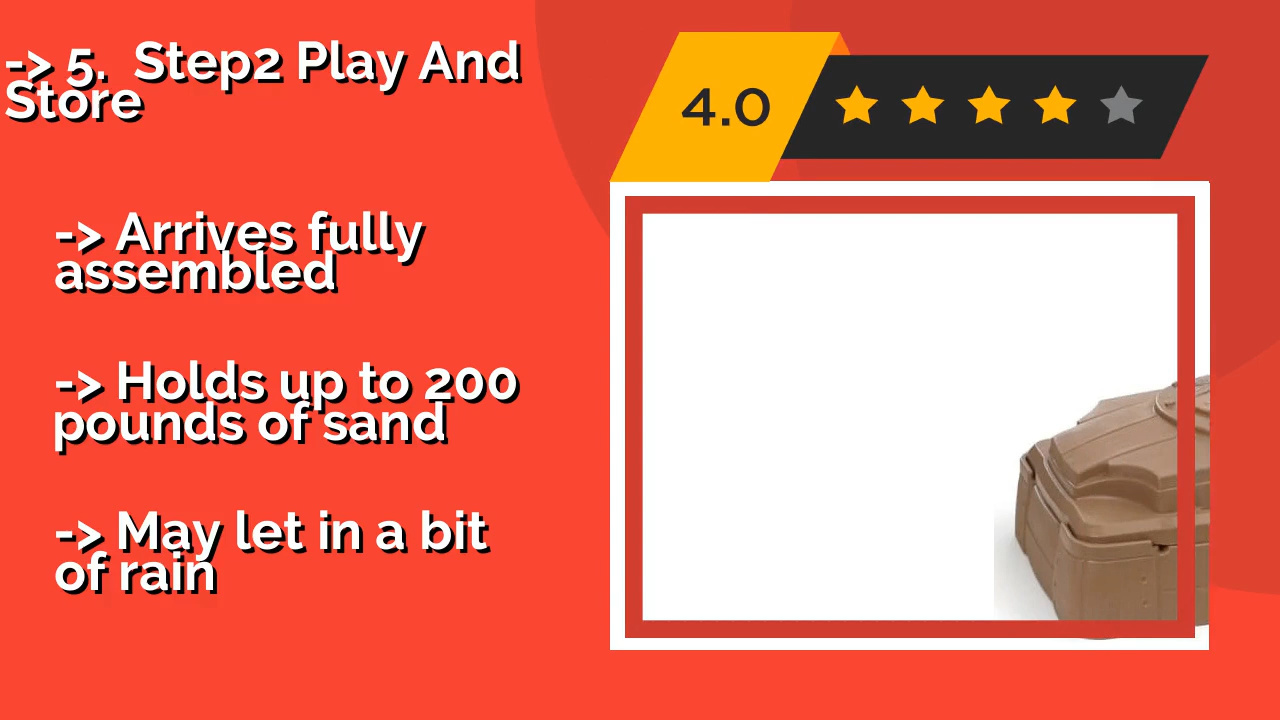 -> 5.  Step2 Play And
Store
4.0
-> Arrives fully
assembled
-> Holds up to 200
pounds of sand
-> May let in a bit
of rain